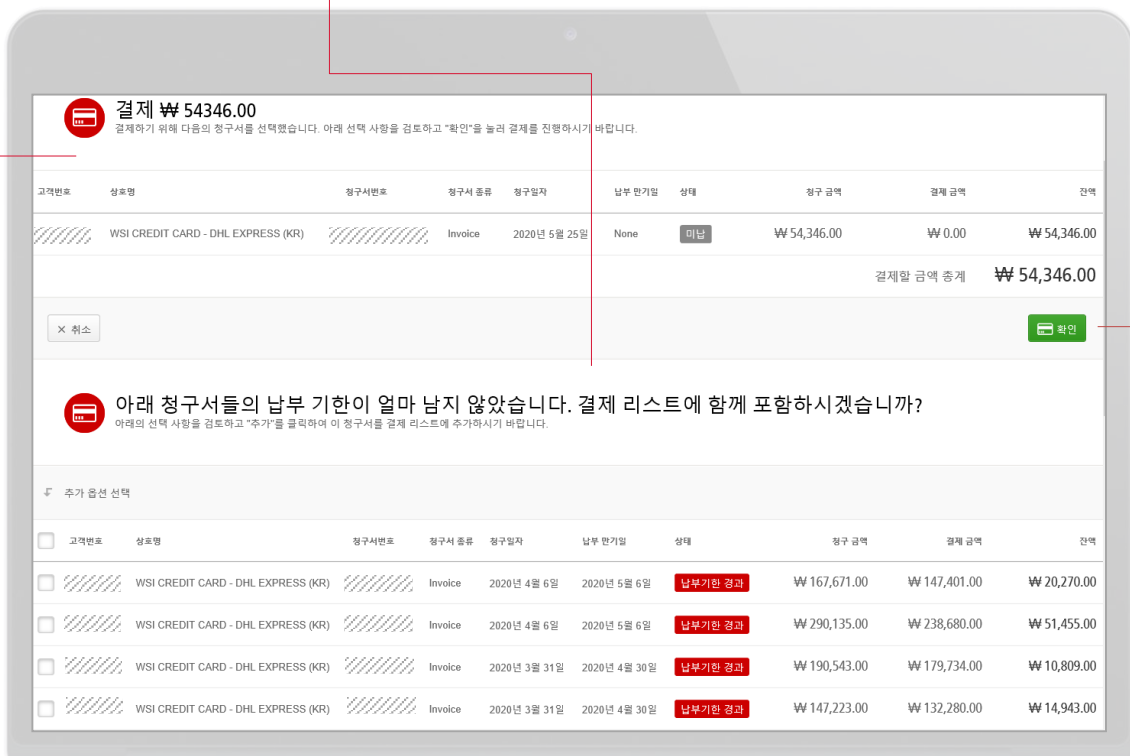 결제 ₩ 54346.00
결제하기 위해 다음의 청구서를 선택했습니다. 아래 선택 사항을 검토하고 "확인"을 눌러 결제를 진행하시기 바랍니다.
고객번호 상호명 청구서번호 청구서 종류 청구일자 납부 만기일 상태 청구 금액 결제 금액 잔액
WSI CREDIT CARD - DHL EXPRESS (KR) Invoice 2020년 5월 25일 None 미납 ₩ 54,346.00 ₩ 0.00 ₩ 54,346.00
결제할 금액 총계 ₩ 54,346.00
× 취소 확인
아래 청구서들의 납부 기한이 얼마 남지 않았습니다. 결제 리스트에 함께 포함하시겠습니까?
아래의 선택 사항을 검토하고 "추가"를 클릭하여 이 청구서를 결제 리스트에 추가하시기 바랍니다.
추가 옵션 선택
고객번호 상호명 청구서번호 청구서 종류 청구일자 납부 만기일 상태 청구 금액 결제 금액 잔액
WSI CREDIT CARD - DHL EXPRESS (KR) Invoice 2020년 4월 6일 2020년 5월 6일 납부기한 경과 ₩ 167,671.00 ₩ 147,401.00 ₩ 20,270.00
WSI CREDIT CARD - DHL EXPRESS (KR) Invoice 2020년 4월 6일 2020년 5월 6일 납부기한 경과 ₩ 290,135.00 ₩ 238,680.00 ₩ 51,455.00
WSI CREDIT CARD - DHL EXPRESS (KR) Invoice 2020년 3월 31일 2020년 4월 30일 납부기한 경과 ₩ 190,543.00 ₩ 179,734.00 ₩ 10,809.00
WSI CREDIT CARD - DHL EXPRESS (KR) Invoice 2020년 3월 31일 2020년 4월 30일 납부기한 경과 ₩ 147,223.00 ₩ 132,280.00 ₩ 14,943.00